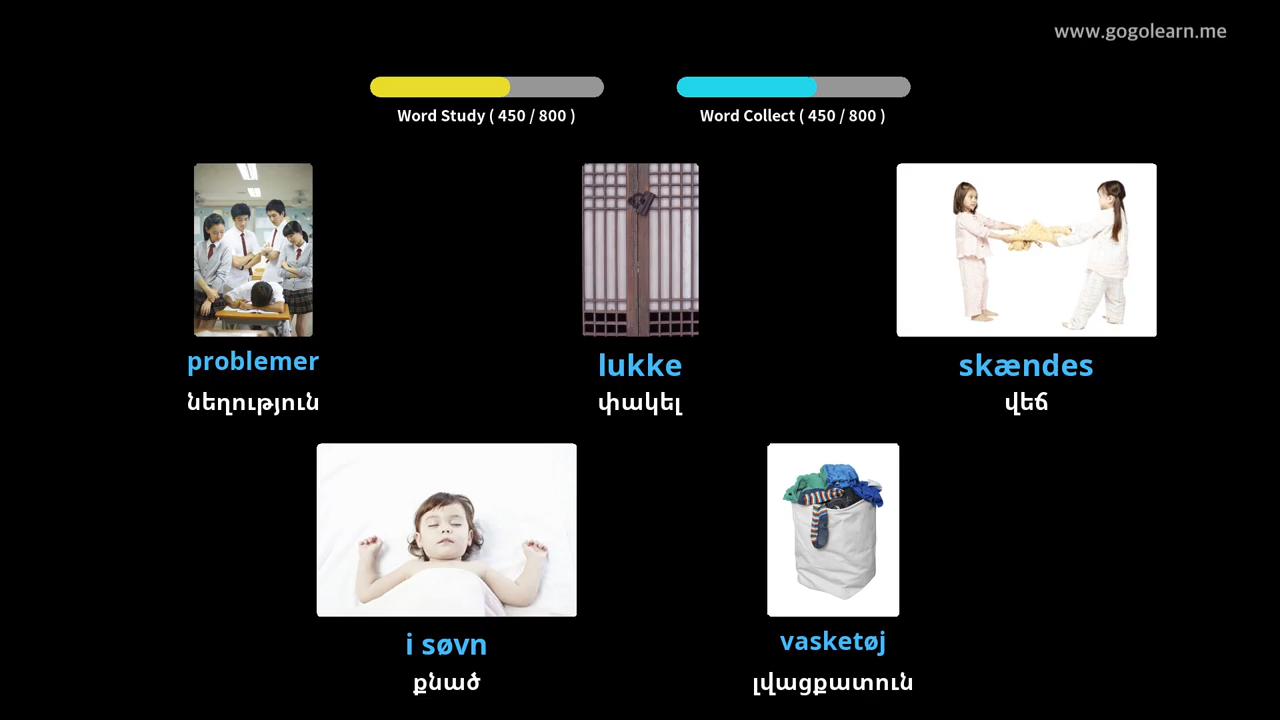 www.gogolearn.me
Word Study ( 450 / 800 )
Word Collect ( 450 / 800 )
problemer
նեղություն
lukke
փակել
skændes
վեճ
i søvn
քնած
vasketøj
լվացքատուն